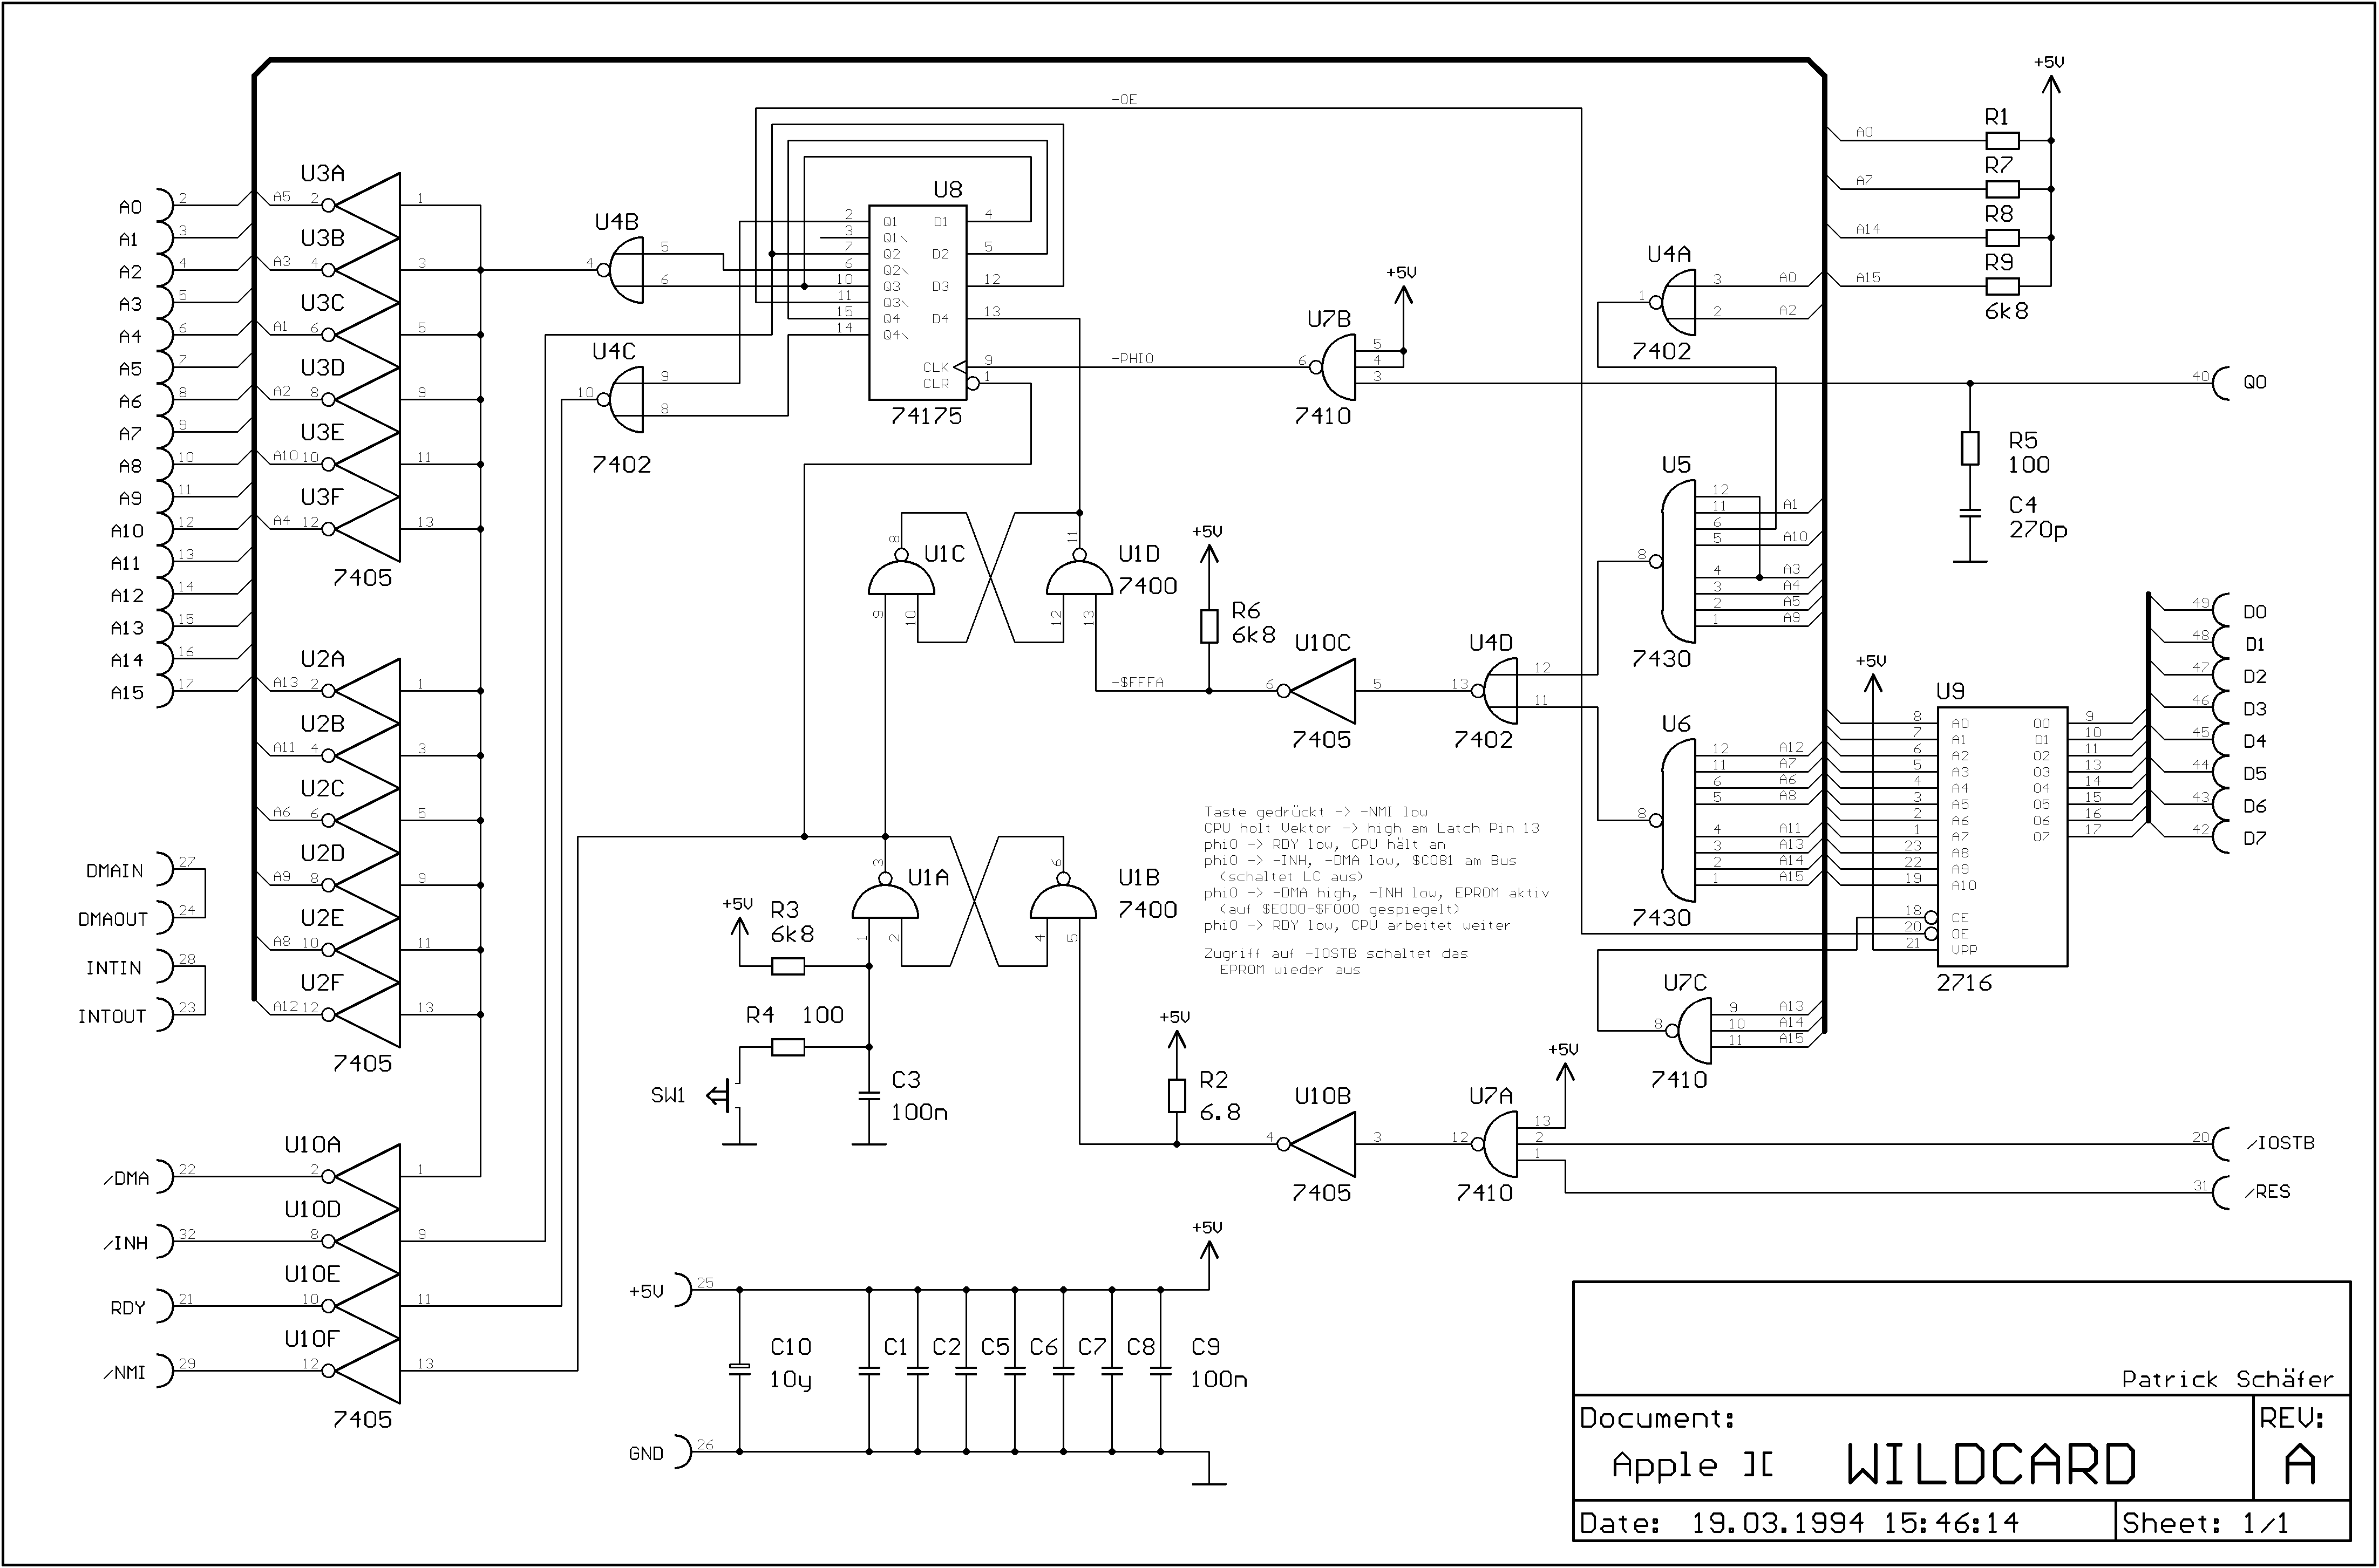 +5V
-OE
R1
A0
R7
A7
R8
A14
R9
A15
6k8
U3A
A0 2
A5 2 1
A1 3
U3B
A2 4
A3 4 3
A3 5
U3C
A4 6
A1 6 5
A5 7
U3D
A6 8
A2 8 9
A7 9
U3E
A8 10
A10 10 11
A9 11
U3F
A10 12
A4 12 13
A11 13
7405
A12 14
A13 15
A14 16
A15 17
U2A
A13 2 1
U2B
A11 4 3
U2C
A6 6 5
U2D
A9 8 9
U2E
A8 10 11
U2F
A12 12 13
7405
DMAIN 27
DMAOUT 24
INTIN 28
INTOUT 23
U10A
/DMA 22 2 1
U10D
/INH 32 8 9
U10E
RDY 21 10 11
U10F
/NMI 29 12 13
7405
U4B
4 5
6
U4C
10 9
8
7402
U8
2 Q1 D1 4
3 Q1\
7 Q2 D2 5
6 Q2\
10 Q3 D3 12
11 Q3\
15 Q4 D4 13
14 Q4\
CLK 9
CLR 1
74175
-PHI0
+5V
U7B
6 5
4
3
7410
U4A
1 3 A0
2 A2
7402
40 Q0
R5
100
C4
270p
U5
12
11 A1
6
5 A10
8 4 A3
3 A4
2 A5
1 A9
7430
U1C
8
9 10
U1D
7400
11
12 13
+5V
R6
6k8
-$FFFA
U10C
6 5
7405
U4D
13 12
11
7402
U6
12 A12
11 A7
6 A6
5 A8
8
4 A11
3 A13
2 A14
1 A15
7430
+5V
U9
8 A0 O0 9
7 A1 O1 10
6 A2 O2 11
5 A3 O3 13
4 A4 O4 14
3 A5 O5 15
2 A6 O6 16
1 A7 O7 17
23 A8
22 A9
19 A10
18 CE
20 OE
21 VPP
2716
49 D0
48 D1
47 D2
46 D3
45 D4
44 D5
43 D6
42 D7
U7C
8 9 A13
10 A14
11 A15
7410
Taste gedrückt -> -NMI low
CPU holt Vektor -> high am Latch Pin 13
phi0 -> RDY low, CPU hält an
phi0 -> -INH, -DMA low, $C081 am Bus
(schaltet LC aus)
phi0 -> -DMA high, -INH low, EPROM aktiv
(auf $E000-$F000 gespiegelt)
phi0 -> RDY low, CPU arbeitet weiter
Zugriff auf -IOSTB schaltet das
EPROM wieder aus
U1A
3
1 2
U1B
7400
6
4 5
+5V
R3
6k8
R4 100
SW1
C3
100n
+5V
R2
6.8
U10B
4 3
7405
U7A
12 13
2
1
7410
+5V
20 /IOSTB
31 /RES
+5V
+5V 25
C10
10y
C1
C2
C5
C6
C7
C8
C9
100n
GND 26
Patrick Schäfer
Document:
Apple ][ WILDCARD
REV:
A
Date: 19.03.1994 15:46:14
Sheet: 1/1